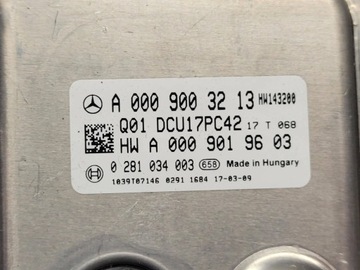 A 000 900 32 13 HW143200
Q01 DCU17PC42 17 T 068
HW A 000 901 96 03
0 281 034 003 658 Made in Hungary
1039T07146 0291 1684 17-03-09